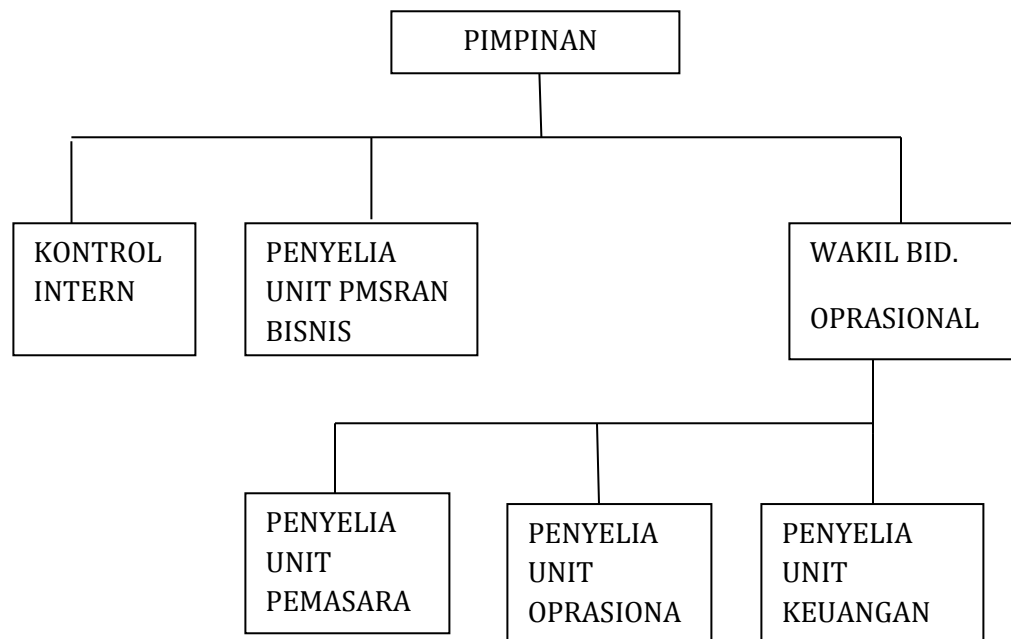 PIMPINAN
KONTROL
INTERN
PENYELIA
UNIT PMSRAN
BISNIS
WAKIL BID.
OPRASIONAL
PENYELIA
UNIT
PEMASARA
PENYELIA
UNIT
OPRASIONA
PENYELIA
UNIT
KEUANGAN